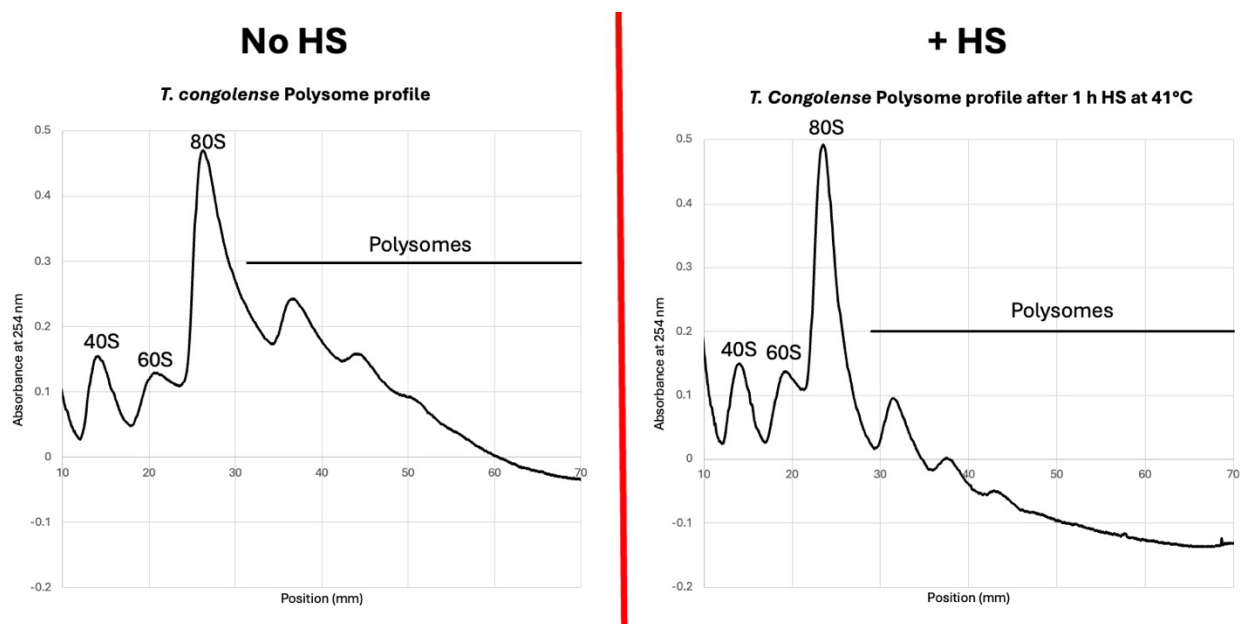 No HS
T. congolense Polysome profile
0.5
0.4
0.3
0.2
0.1
0
-0.1
-0.2
10
20
30
40
50
60
70
40S
60S
80S
Polysomes
Absorbance at 254 nm
Position (mm)
+ HS
T. Congolense Polysome profile after 1 h HS at 41°C
0.5
0.4
0.3
0.2
0.1
0
-0.1
-0.2
10
20
30
40
50
60
70
40S
60S
80S
Polysomes
Absorbance at 254 nm
Position (mm)